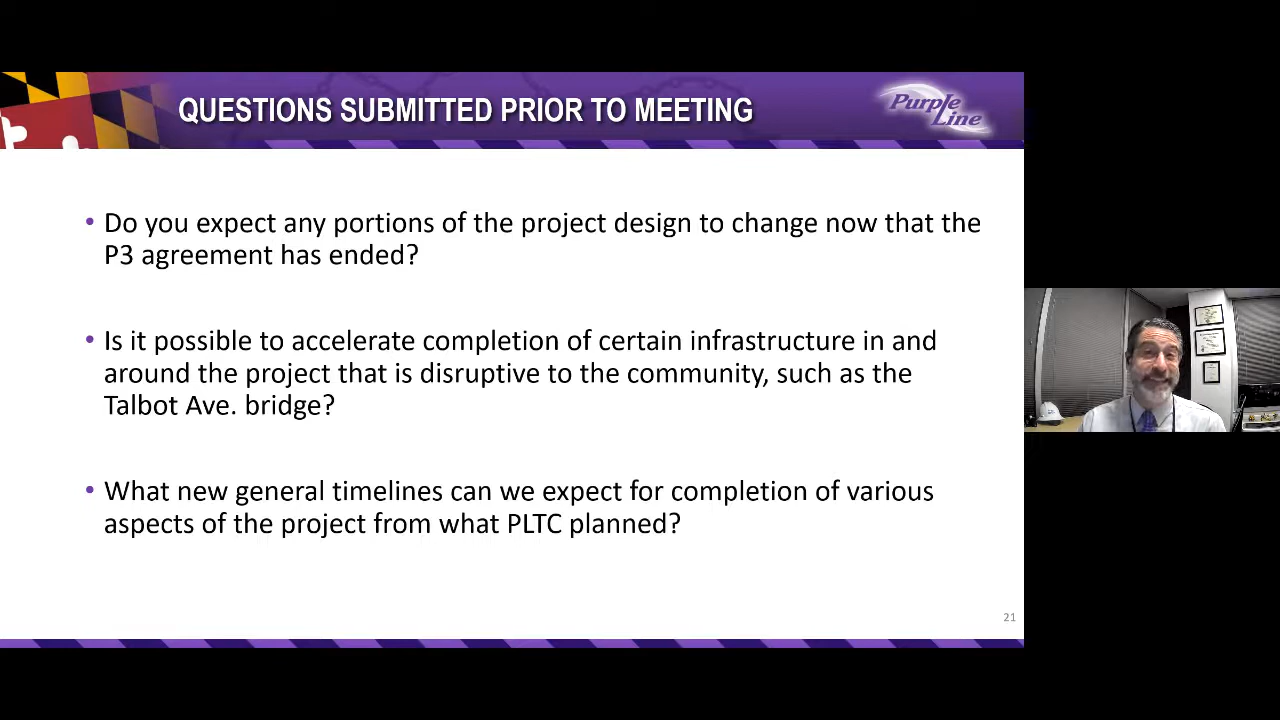 QUESTIONS SUBMITTED PRIOR TO MEETING
Purple
Line
• Do you expect any portions of the project design to change now that the
P3 agreement has ended?
• Is it possible to accelerate completion of certain infrastructure in and
around the project that is disruptive to the community, such as the
Talbot Ave. bridge?
• What new general timelines can we expect for completion of various
aspects of the project from what PLTC planned?
21